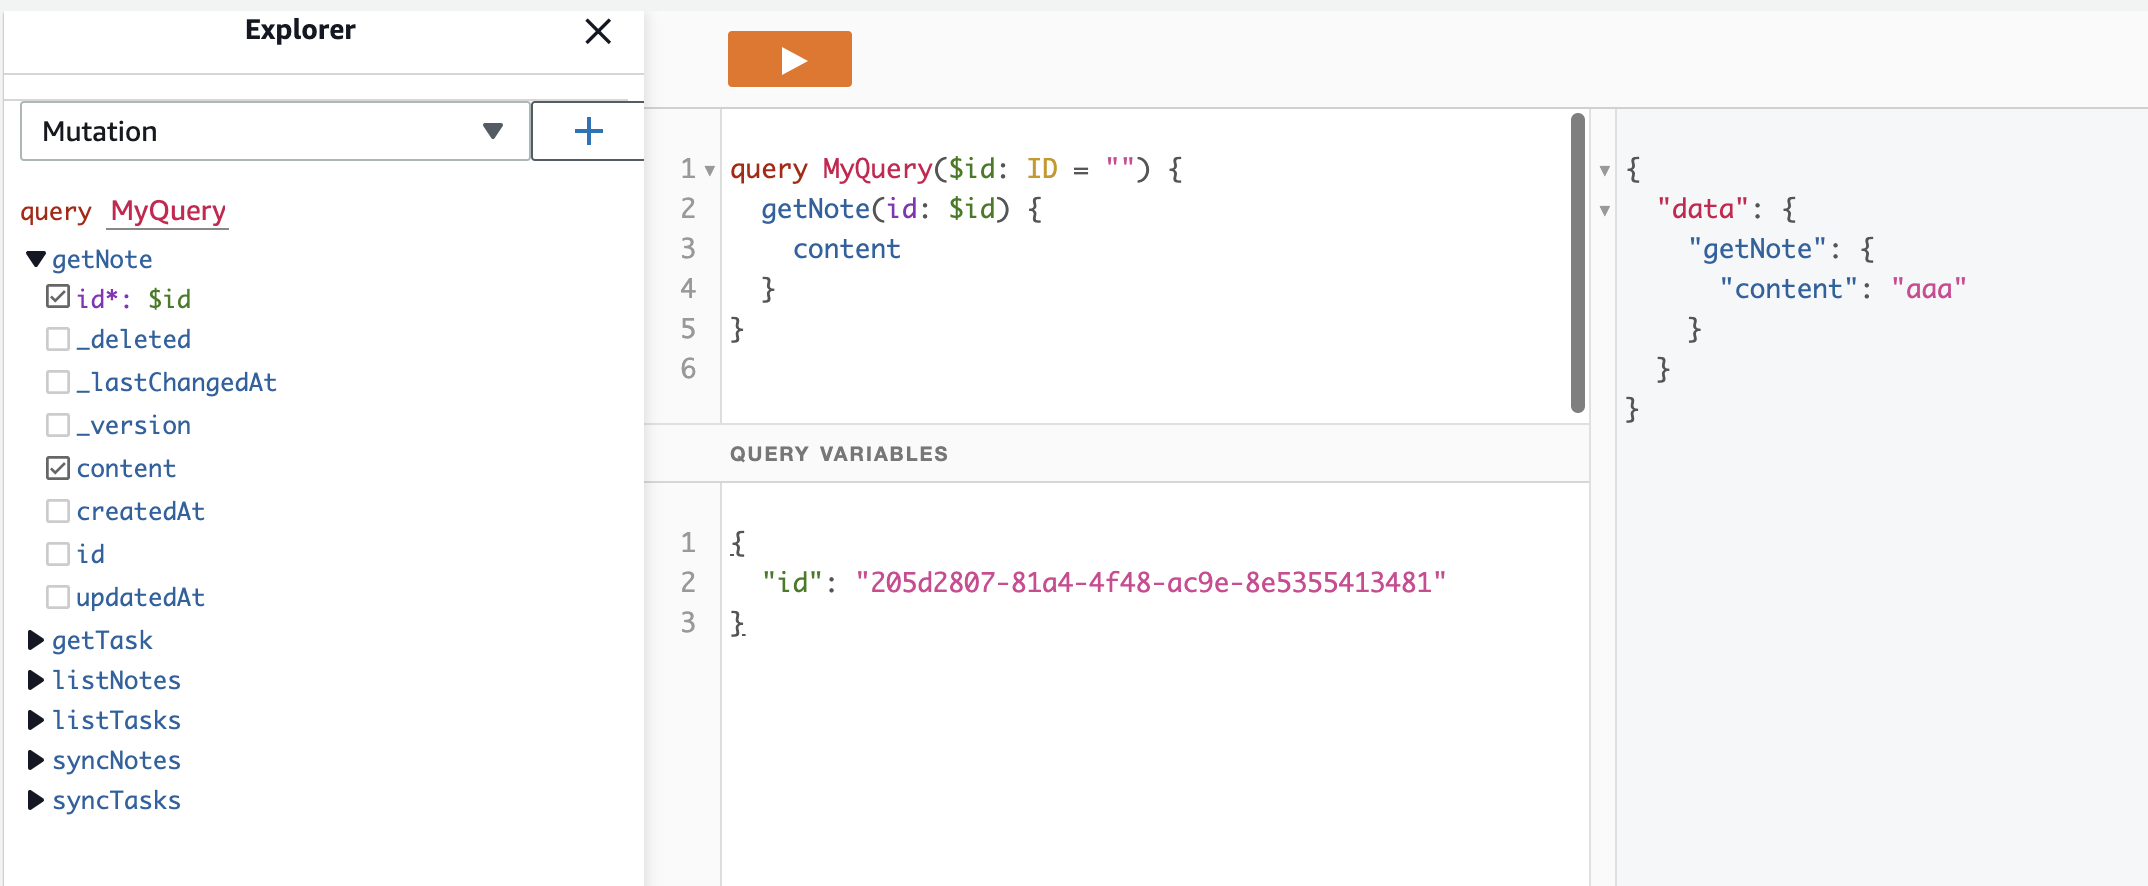 Explorer
Mutation
query MyQuery
getNote
id*: $id
_deleted
_lastChangedAt
_version
content
createdAt
id
updatedAt
getTask
listNotes
listTasks
syncNotes
syncTasks
1 query MyQuery($id: ID = "") {
2 getNote(id: $id) {
3 content
4 }
5 }
6
QUERY VARIABLES
1 {
2 "id": "205d2807-81a4-4f48-ac9e-8e5355413481"
3 }
{
"data": {
"getNote": {
"content": "aaa"
}
}
}